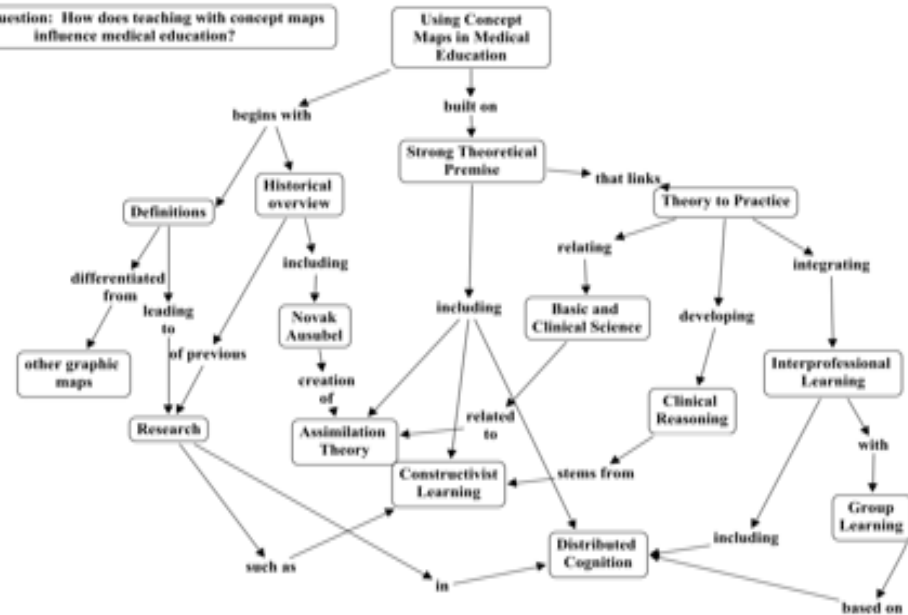 uestion: How does teaching with concept maps
influence medical education?
Using Concept
Maps in Medical
Education
begins with
built on
Strong Theoretical
Premise
that links
Theory to Practice
Historical
overview
Definitions
relating
integrating
including
differentiated
from
leading
to
including
Basic and
Clinical Science
developing
Novak
Ausubel
of previous
other graphic
maps
Interprofessional
Learning
creation
of
Clinical
Reasoning
related
to
Research
Assimilation
Theory
with
Constructivist
Learning
stems from
Group
Learning
Distributed
Cognition
including
such as
in
based on